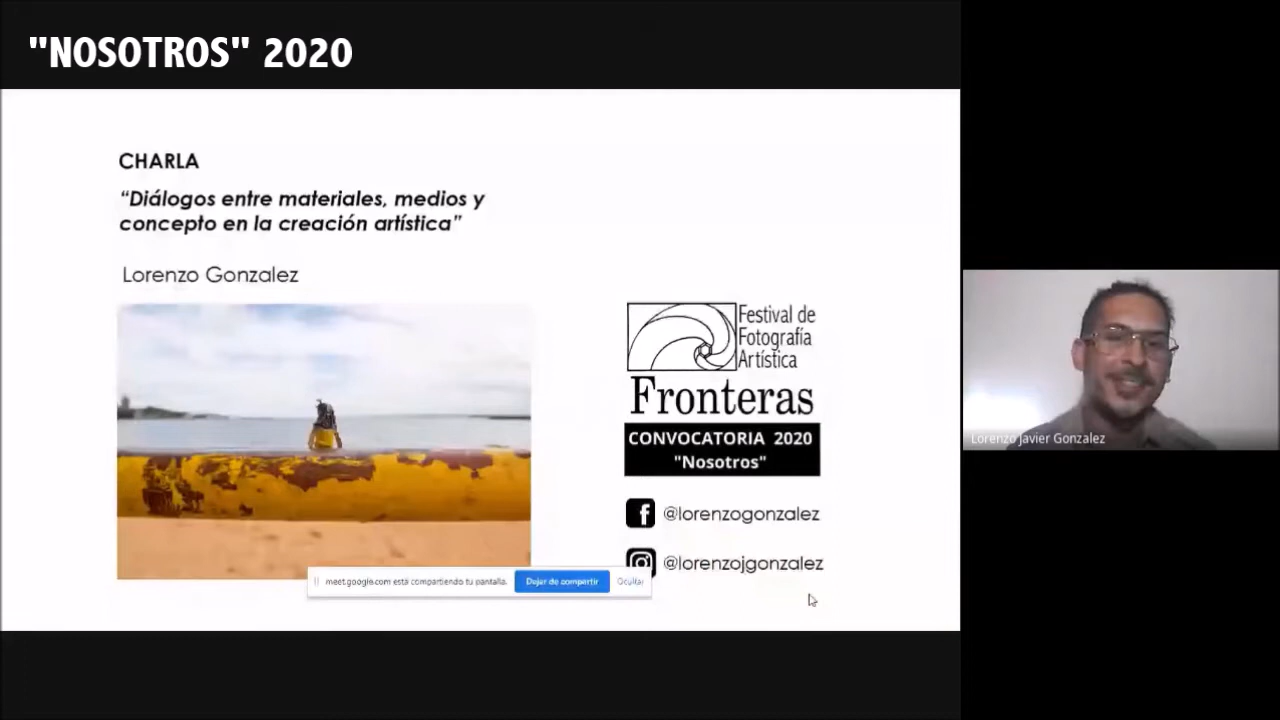 "NOSOTROS" 2020
CHARLA
“Diálogos entre materiales, medios y
concepto en la creación artística”
Lorenzo Gonzalez
Festival de
Fotografía
Artística
Fronteras
CONVOCATORIA 2020
"Nosotros"
@lorenzogonzalez
@lorenzojgonzalez
meet.google.com está compartiendo tu pantalla.
Dejar de compartir
Ocultar
Lorenzo Javier Gonzalez